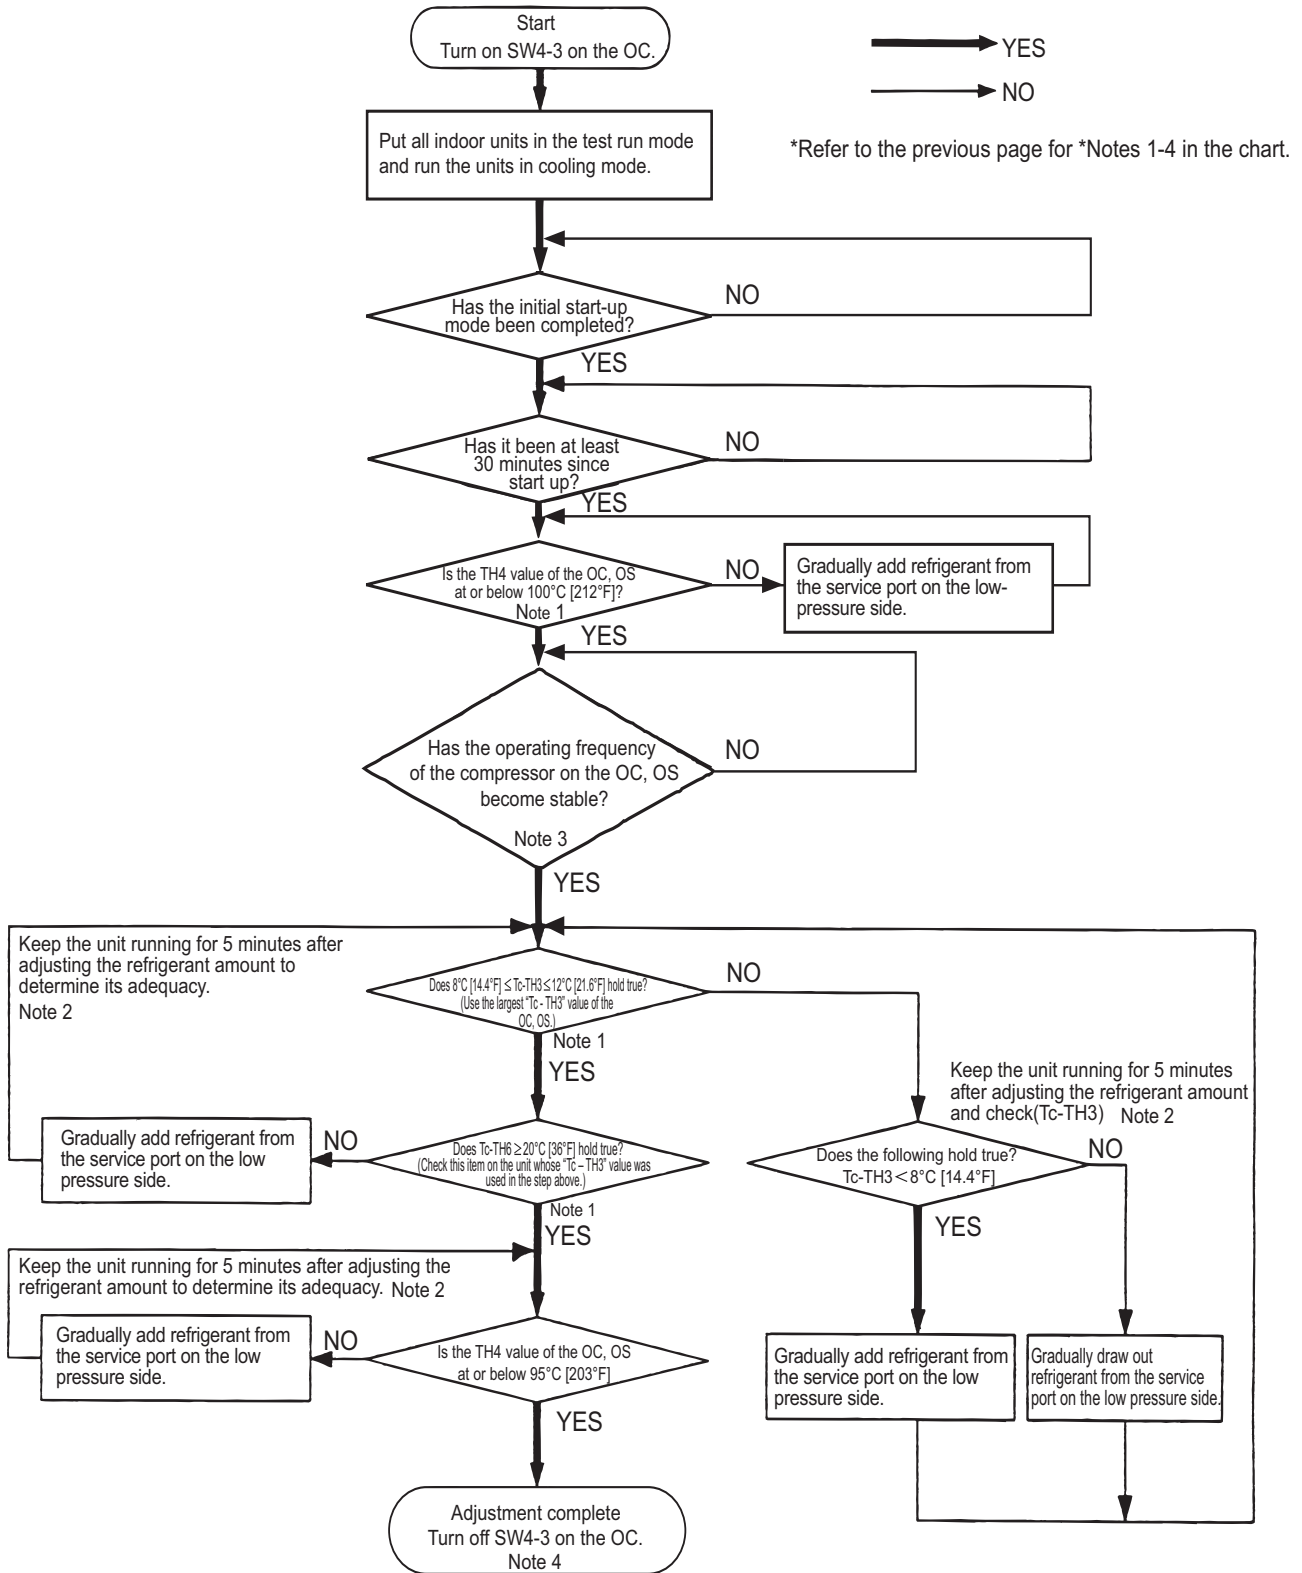 Start
Turn on SW4-3 on the OC.
YES
NO
*Refer to the previous page for *Notes 1-4 in the chart.
Put all indoor units in the test run mode
and run the units in cooling mode.
Has the initial start-up
mode been completed?
NO
YES
Has it been at least
30 minutes since
start up?
NO
YES
Is the TH4 value of the OC, OS
at or below 100°C [212°F]?
Note 1
NO
Gradually add refrigerant from
the service port on the low-
pressure side.
YES
Has the operating frequency
of the compressor on the OC, OS
become stable?
Note 3
NO
YES
Keep the unit running for 5 minutes after
adjusting the refrigerant amount to
determine its adequacy.
Note 2
Does 8°C [14.4°F] ≤ Tc-TH3 ≤ 12°C [21.6°F] hold true?
(Use the largest “Tc - TH3” value of the
OC, OS.)
Note 1
NO
YES
Keep the unit running for 5 minutes
after adjusting the refrigerant amount
and check(Tc-TH3) Note 2
Gradually add refrigerant from
the service port on the low
pressure side.
NO
Does Tc-TH6 ≥ 20°C [36°F] hold true?
(Check this item on the unit whose “Tc – TH3” value was
used in the step above.)
Note 1
YES
Does the following hold true?
Tc-TH3 < 8°C [14.4°F]
NO
YES
Keep the unit running for 5 minutes after adjusting the
refrigerant amount to determine its adequacy. Note 2
Gradually add refrigerant from
the service port on the low
pressure side.
NO
Is the TH4 value of the OC, OS
at or below 95°C [203°F]
YES
Gradually add refrigerant from
the service port on the low
pressure side.
Gradually draw out
refrigerant from the service
port on the low pressure side.
Adjustment complete
Turn off SW4-3 on the OC.
Note 4